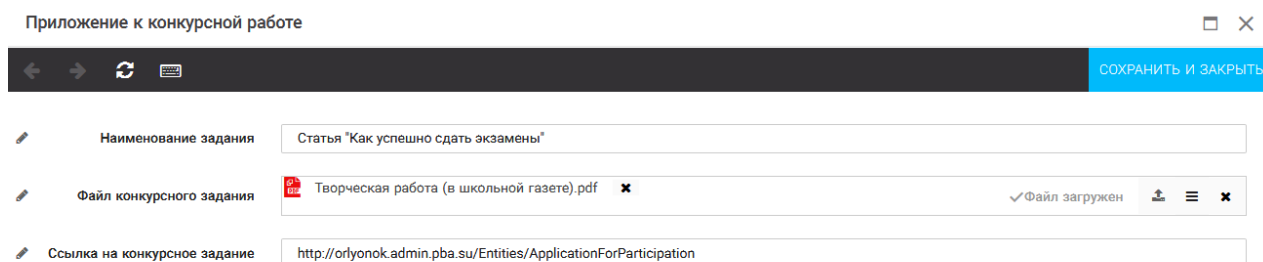 Приложение к конкурсной работе
СОХРАНИТЬ И ЗАКРЫТЬ
Наименование задания Статья "Как успешно сдать экзамены"
Файл конкурсного задания Творческая работа (в школьной газете).pdf Файл загружен
Ссылка на конкурсное задание http://orlyonok.admin.pba.su/Entities/ApplicationForParticipation